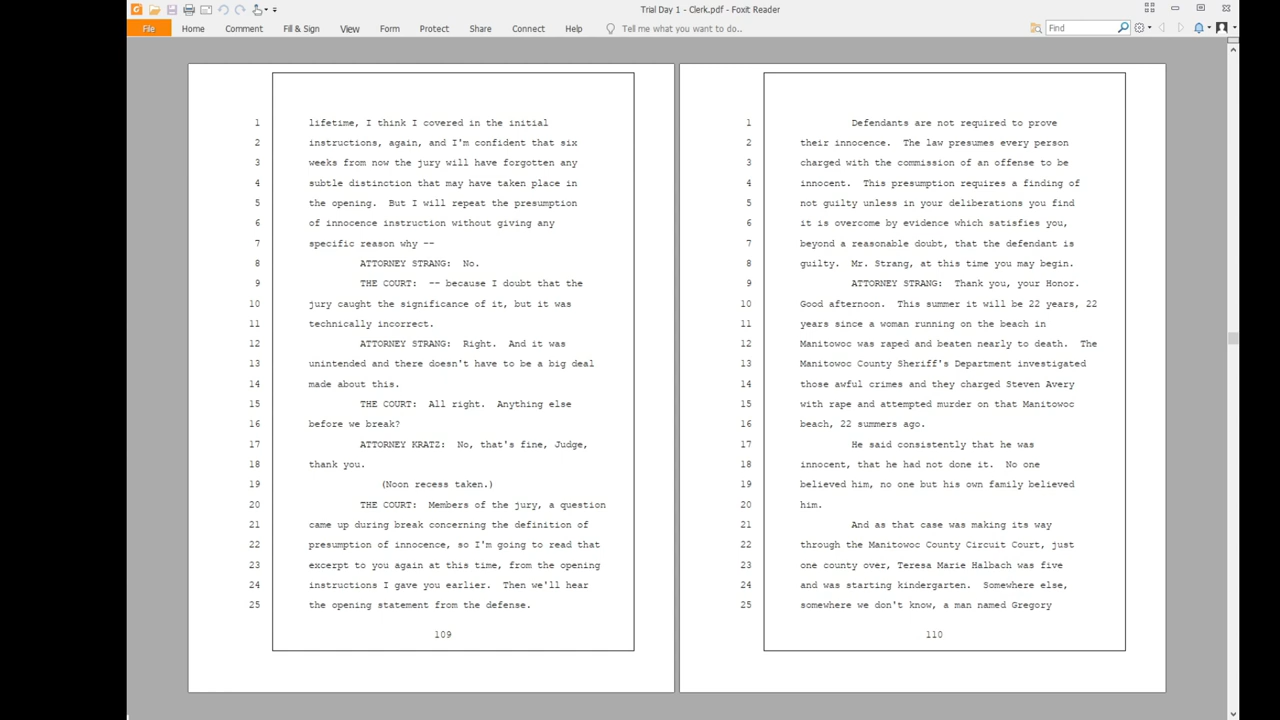 Trial Day 1 - Clerk.pdf - Foxit Reader
File Home Comment Fill & Sign View Form Protect Share Connect Help Tell me what you want to do.. Find
1 lifetime, I think I covered in the initial
2 instructions, again, and I'm confident that six
3 weeks from now the jury will have forgotten any
4 subtle distinction that may have taken place in
5 the opening. But I will repeat the presumption
6 of innocence instruction without giving any
7 specific reason why --
8 ATTORNEY STRANG: No.
9 THE COURT: -- because I doubt that the
10 jury caught the significance of it, but it was
11 technically incorrect.
12 ATTORNEY STRANG: Right. And it was
13 unintended and there doesn't have to be a big deal
14 made about this.
15 THE COURT: All right. Anything else
16 before we break?
17 ATTORNEY KRATZ: No, that's fine, Judge,
18 thank you.
19 (Noon recess taken.)
20 THE COURT: Members of the jury, a question
21 came up during break concerning the definition of
22 presumption of innocence, so I'm going to read that
23 excerpt to you again at this time, from the opening
24 instructions I gave you earlier. Then we'll hear
25 the opening statement from the defense.
109
1 Defendants are not required to prove
2 their innocence. The law presumes every person
3 charged with the commission of an offense to be
4 innocent. This presumption requires a finding of
5 not guilty unless in your deliberations you find
6 it is overcome by evidence which satisfies you,
7 beyond a reasonable doubt, that the defendant is
8 guilty. Mr. Strang, at this time you may begin.
9 ATTORNEY STRANG: Thank you, your Honor.
10 Good afternoon. This summer it will be 22 years, 22
11 years since a woman running on the beach in
12 Manitowoc was raped and beaten nearly to death. The
13 Manitowoc County Sheriff's Department investigated
14 those awful crimes and they charged Steven Avery
15 with rape and attempted murder on that Manitowoc
16 beach, 22 summers ago.
17 He said consistently that he was
18 innocent, that he had not done it. No one
19 believed him, no one but his own family believed
20 him.
21 And as that case was making its way
22 through the Manitowoc County Circuit Court, just
23 one county over, Teresa Marie Halbach was five
24 and was starting kindergarten. Somewhere else,
25 somewhere we don't know, a man named Gregory
110